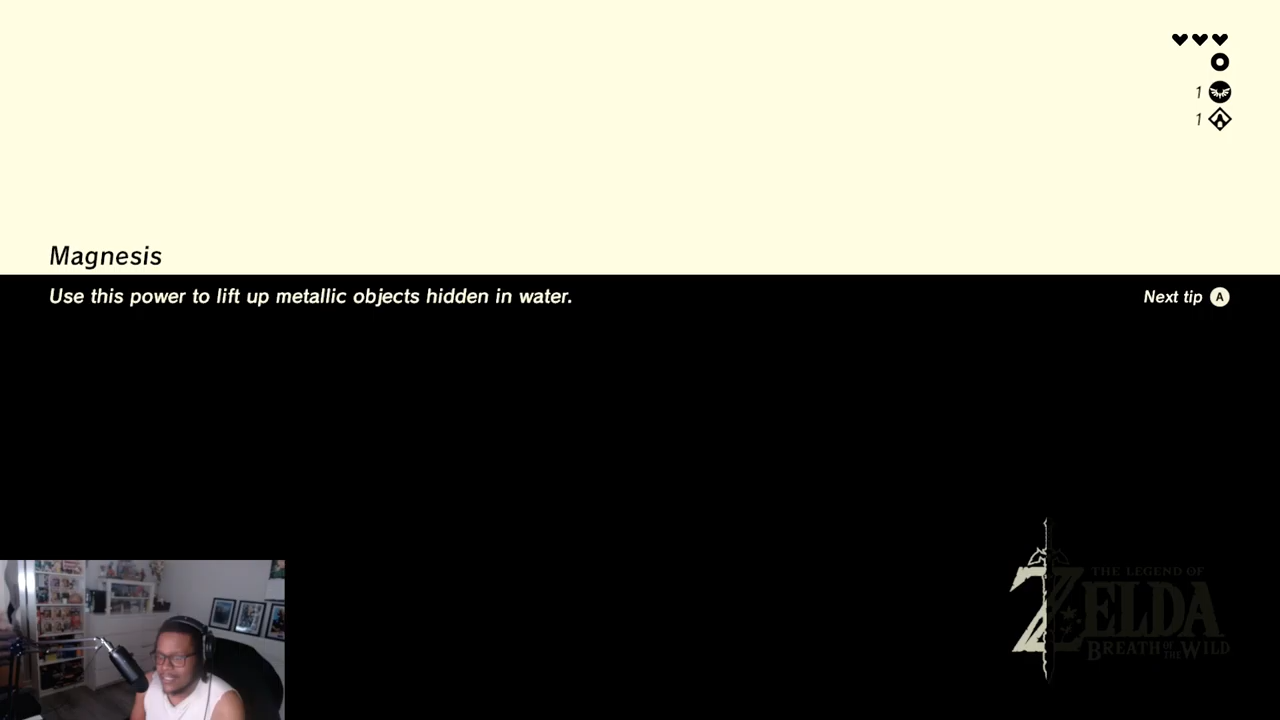 1
1
Magnesis
Use this power to lift up metallic objects hidden in water.
Next tip A
THE LEGEND OF
ZELDA
BREATH OF THE WILD